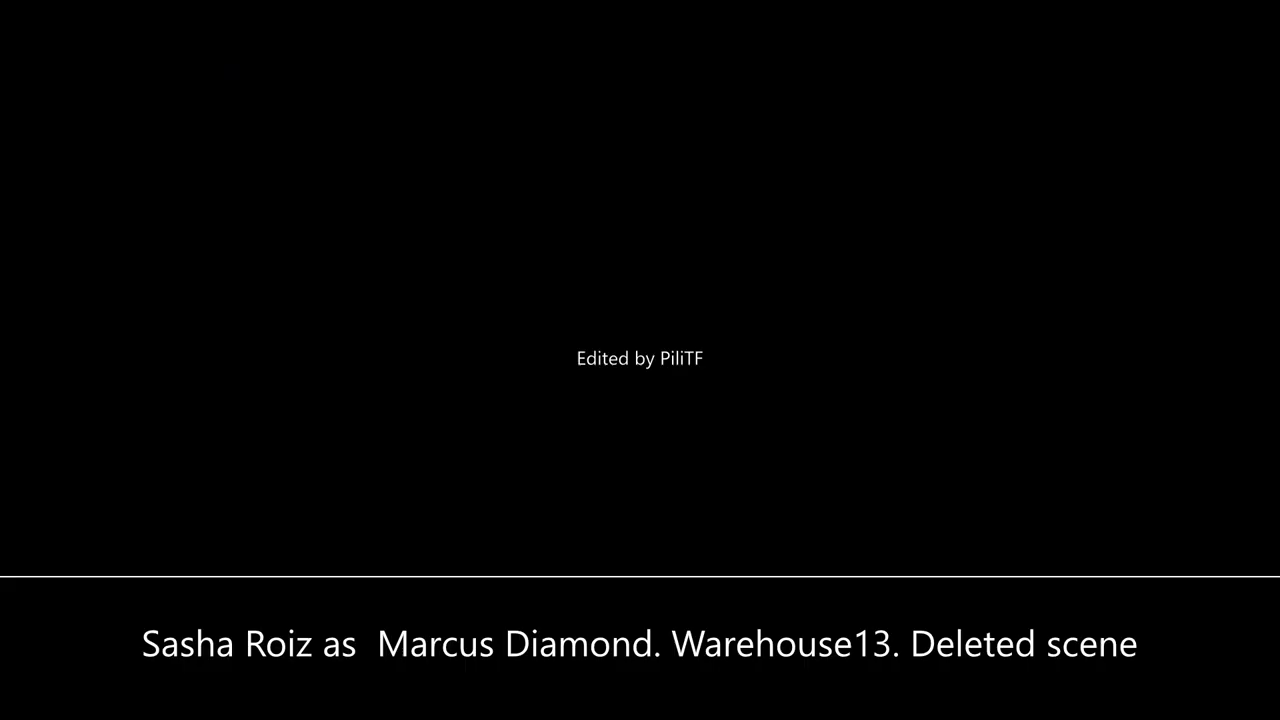 Edited by PiliTF
Sasha Roiz as  Marcus Diamond. Warehouse13. Deleted scene